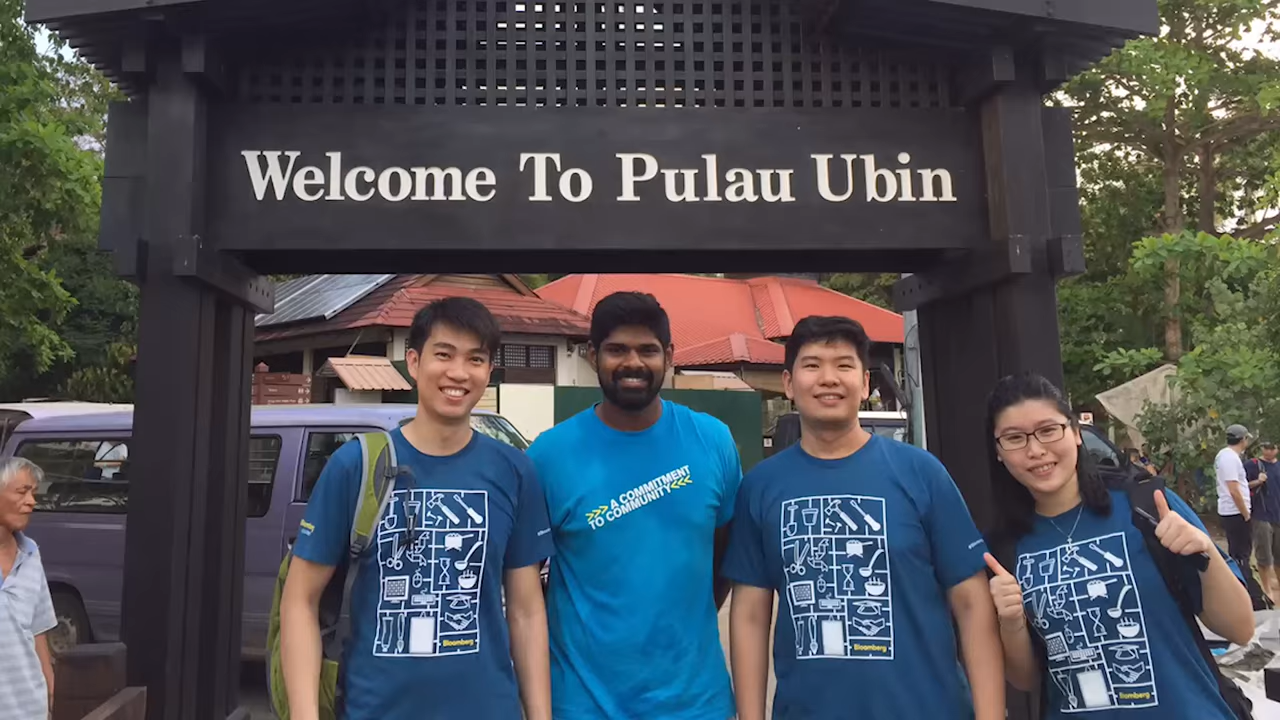 Welcome To Pulau Ubin
>>> A COMMITMENT
TO COMMUNITY <<<
Bloomberg
Bloomberg
Bloomberg